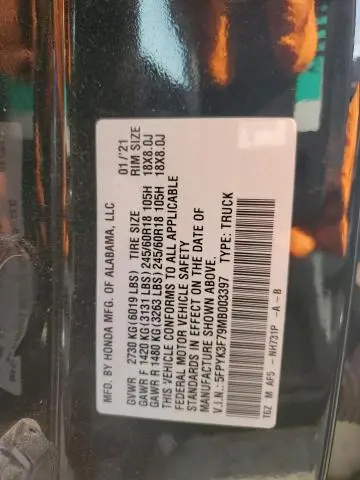 MFD. BY HONDA MFG. OF ALABAMA, LLC 01/'21
GVWR 2730 KG(6019 LBS) TIRE SIZE RIM SIZE
GAWR F 1420 KG(3131 LBS) 245/60R18 105H 18X8.0J
GAWR R 1480 KG(3263 LBS) 245/60R18 105H 18X8.0J
THIS VEHICLE CONFORMS TO ALL APPLICABLE
FEDERAL MOTOR VEHICLE SAFETY
STANDARDS IN EFFECT ON THE DATE OF
MANUFACTURE SHOWN ABOVE.
V.I.N.:5FPYK3F79MB003397 TYPE: TRUCK
T6Z M AF5 -NH731P -A-B